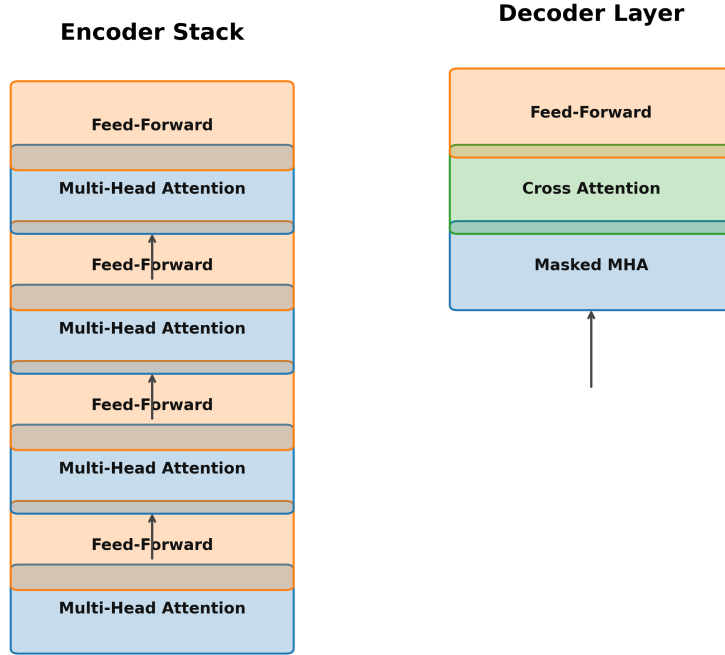 Encoder Stack
Feed-Forward
Multi-Head Attention
Feed-Forward
Multi-Head Attention
Feed-Forward
Multi-Head Attention
Feed-Forward
Multi-Head Attention
Decoder Layer
Feed-Forward
Cross Attention
Masked MHA